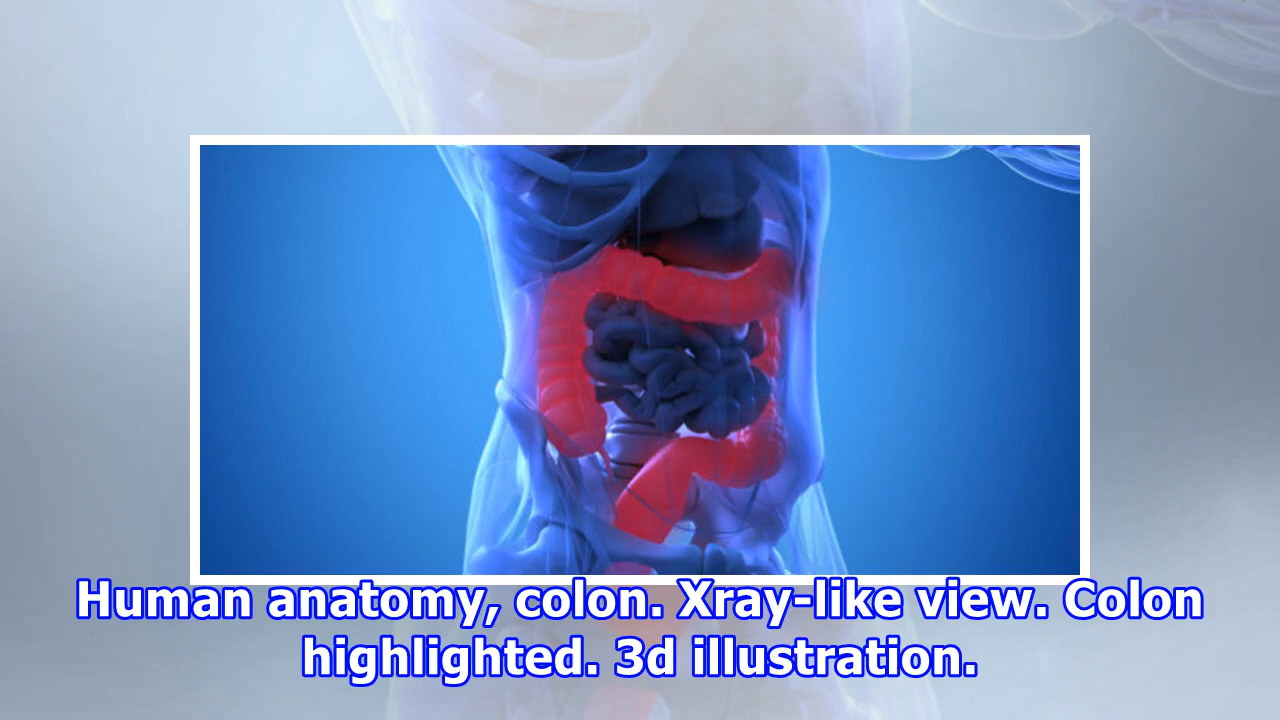 Human anatomy, colon. Xray-like view. Colon
highlighted. 3d illustration.